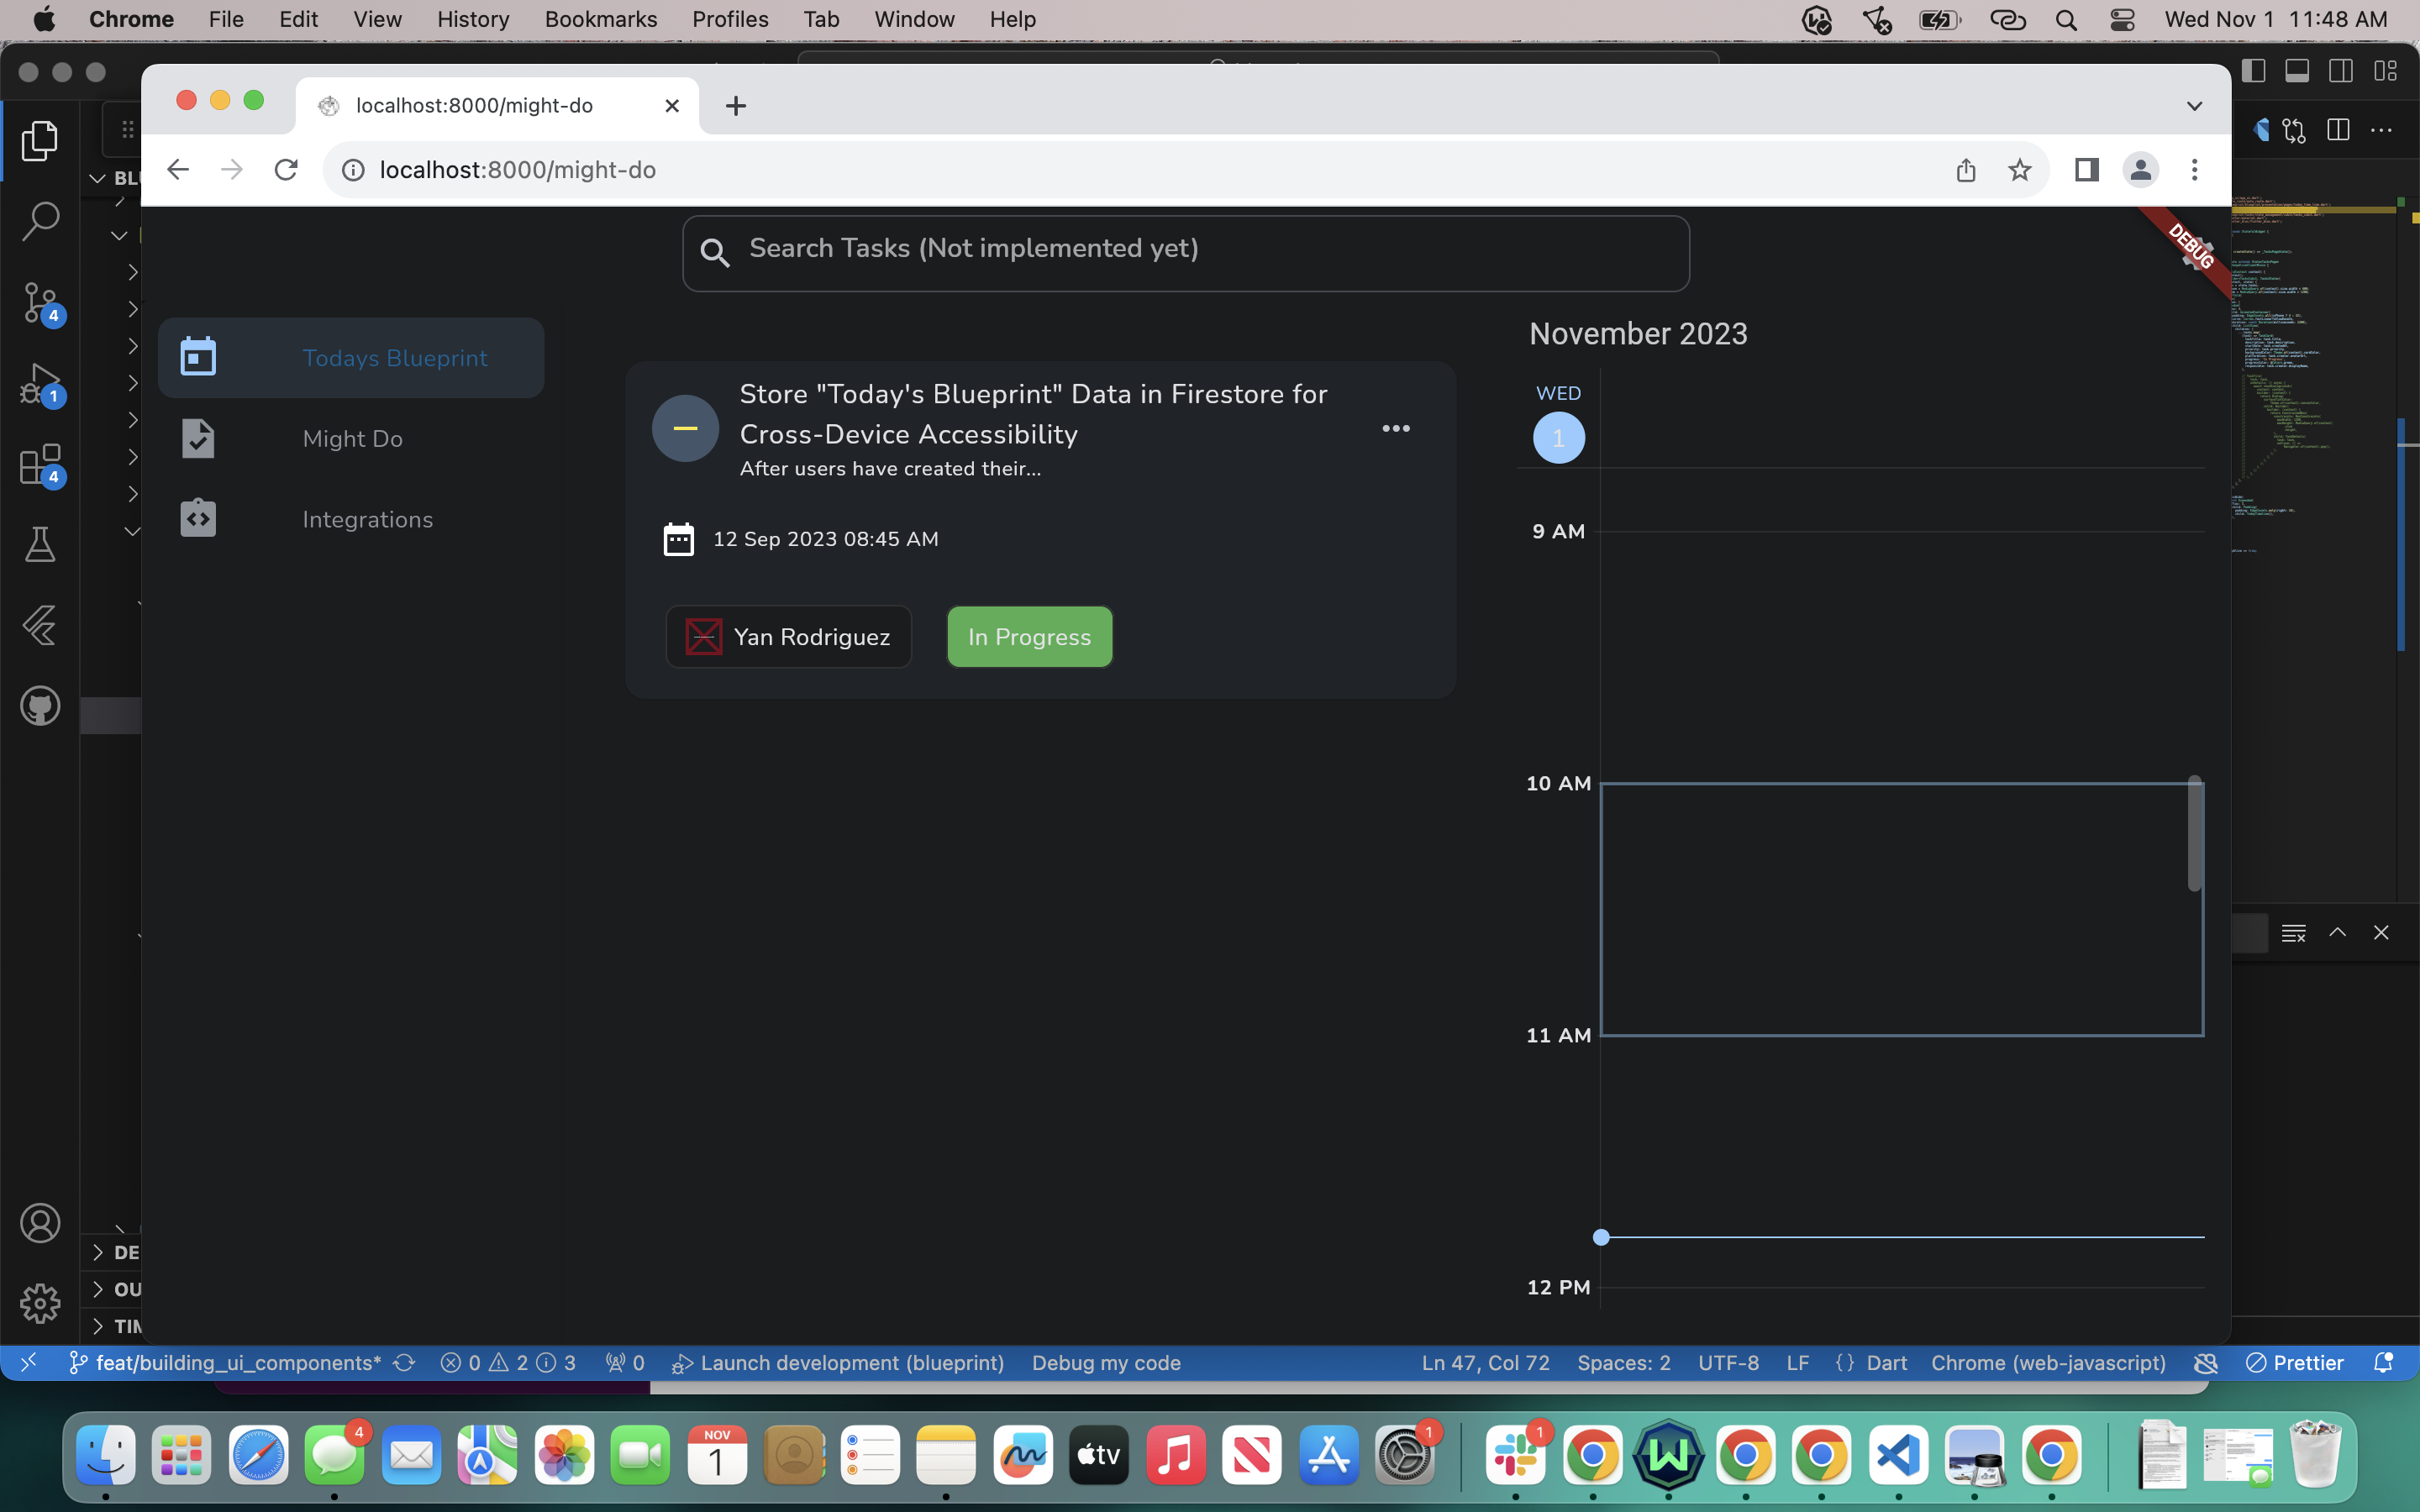 Chrome File Edit View History Bookmarks Profiles Tab Window Help Wed Nov 1 11:48 AM
localhost:8000/might-do
localhost:8000/might-do
BLU
Search Tasks (Not implemented yet)
DEBUG
Todays Blueprint
Might Do
Integrations
4
1
4
Store "Today's Blueprint" Data in Firestore for
Cross-Device Accessibility
After users have created their...
12 Sep 2023 08:45 AM
Yan Rodriguez
In Progress
November 2023
WED
1
9 AM
10 AM
11 AM
12 PM
DE
OU
TIM
feat/building_ui_components* 0 2 3 0 Launch development (blueprint) Debug my code Ln 47, Col 72 Spaces: 2 UTF-8 LF {} Dart Chrome (web-javascript) Prettier
4
NOV
1
tv
1
1